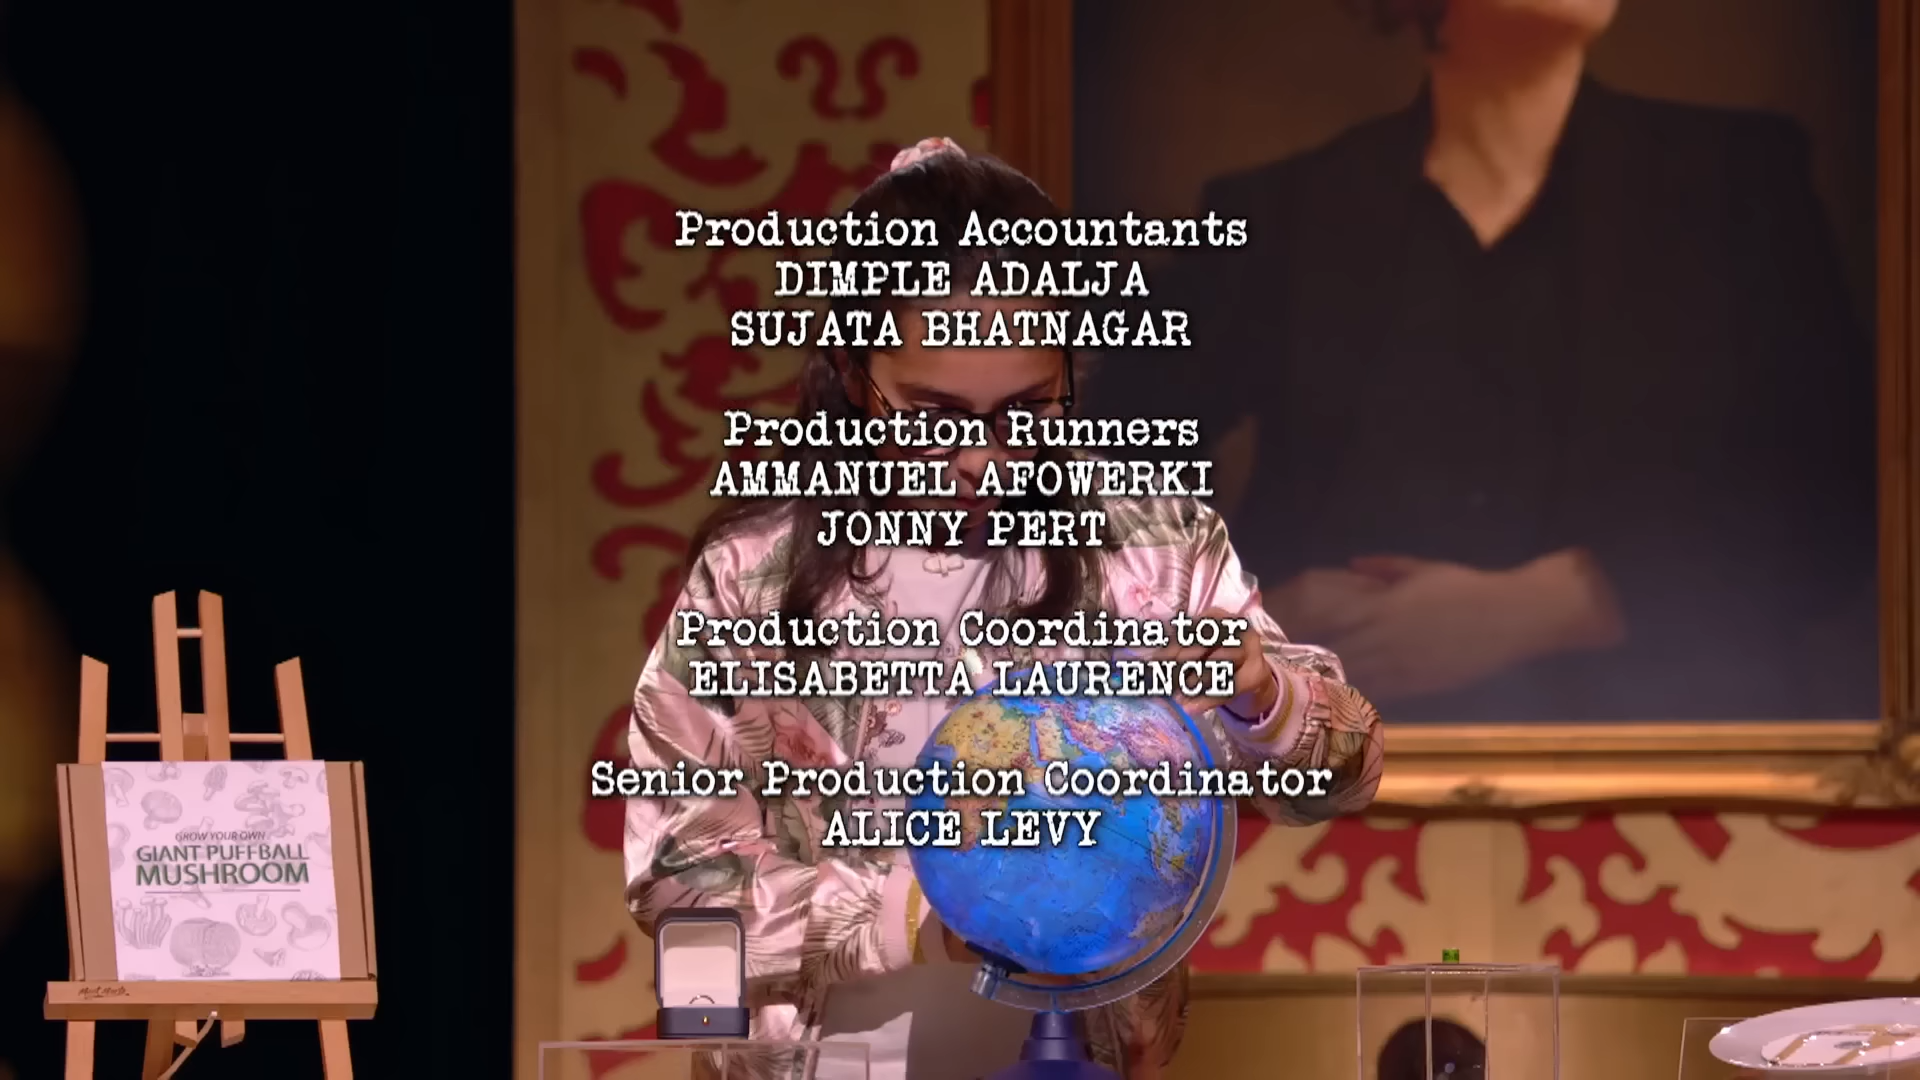 Production Accountants
DIMPLE ADALJA
SUJATA BHATNAGAR
Production Runners
AMMANUEL AFOWERKI
JONNY PERT
Production Coordinator
ELISABETTA LAURENCE
Senior Production Coordinator
ALICE LEVY
GROW YOUR OWN
GIANT PUFFBALL
MUSHROOM